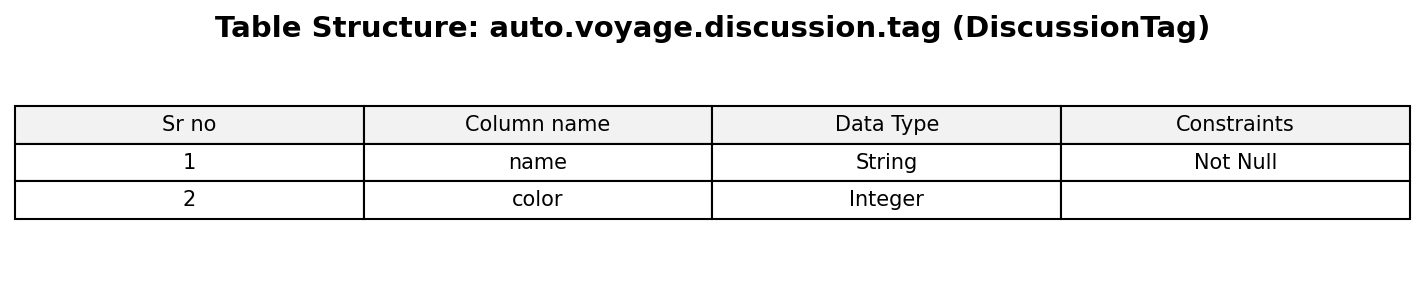 Table Structure: auto.voyage.discussion.tag (DiscussionTag)
Sr no Column name Data Type Constraints
1 name String Not Null
2 color Integer